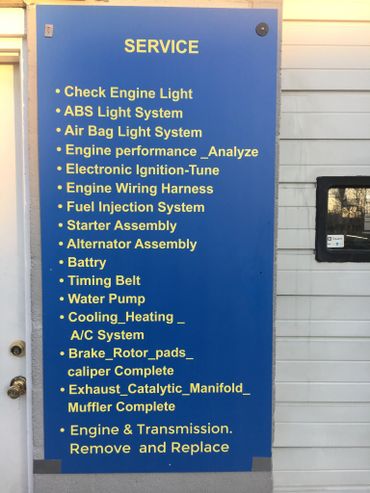 SERVICE
• Check Engine Light
• ABS Light System
• Air Bag Light System
• Engine performance _Analyze
• Electronic Ignition-Tune
• Engine Wiring Harness
• Fuel Injection System
• Starter Assembly
• Alternator Assembly
• Battry
• Timing Belt
• Water Pump
• Cooling_Heating _
A/C System
• Brake_Rotor_pads_
caliper Complete
• Exhaust_Catalytic_Manifold_
Muffler Complete
• Engine & Transmission.
Remove and Replace